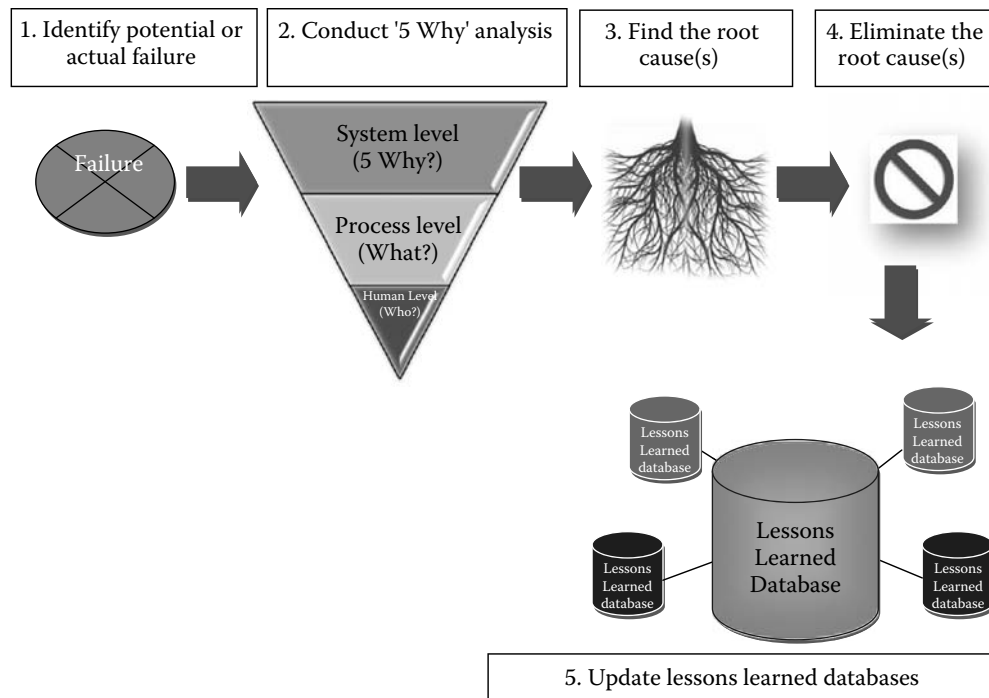 1. Identify potential or
actual failure
2. Conduct '5 Why' analysis
3. Find the root
cause(s)
4. Eliminate the
root cause(s)
Failure
System level
(5 Why?)
Process level
(What?)
Human Level
(Who?)
Lessons
Learned
database
Lessons
Learned
database
Lessons
Learned
Database
Lessons
Learned
database
Lessons
Learned
database
5. Update lessons learned databases